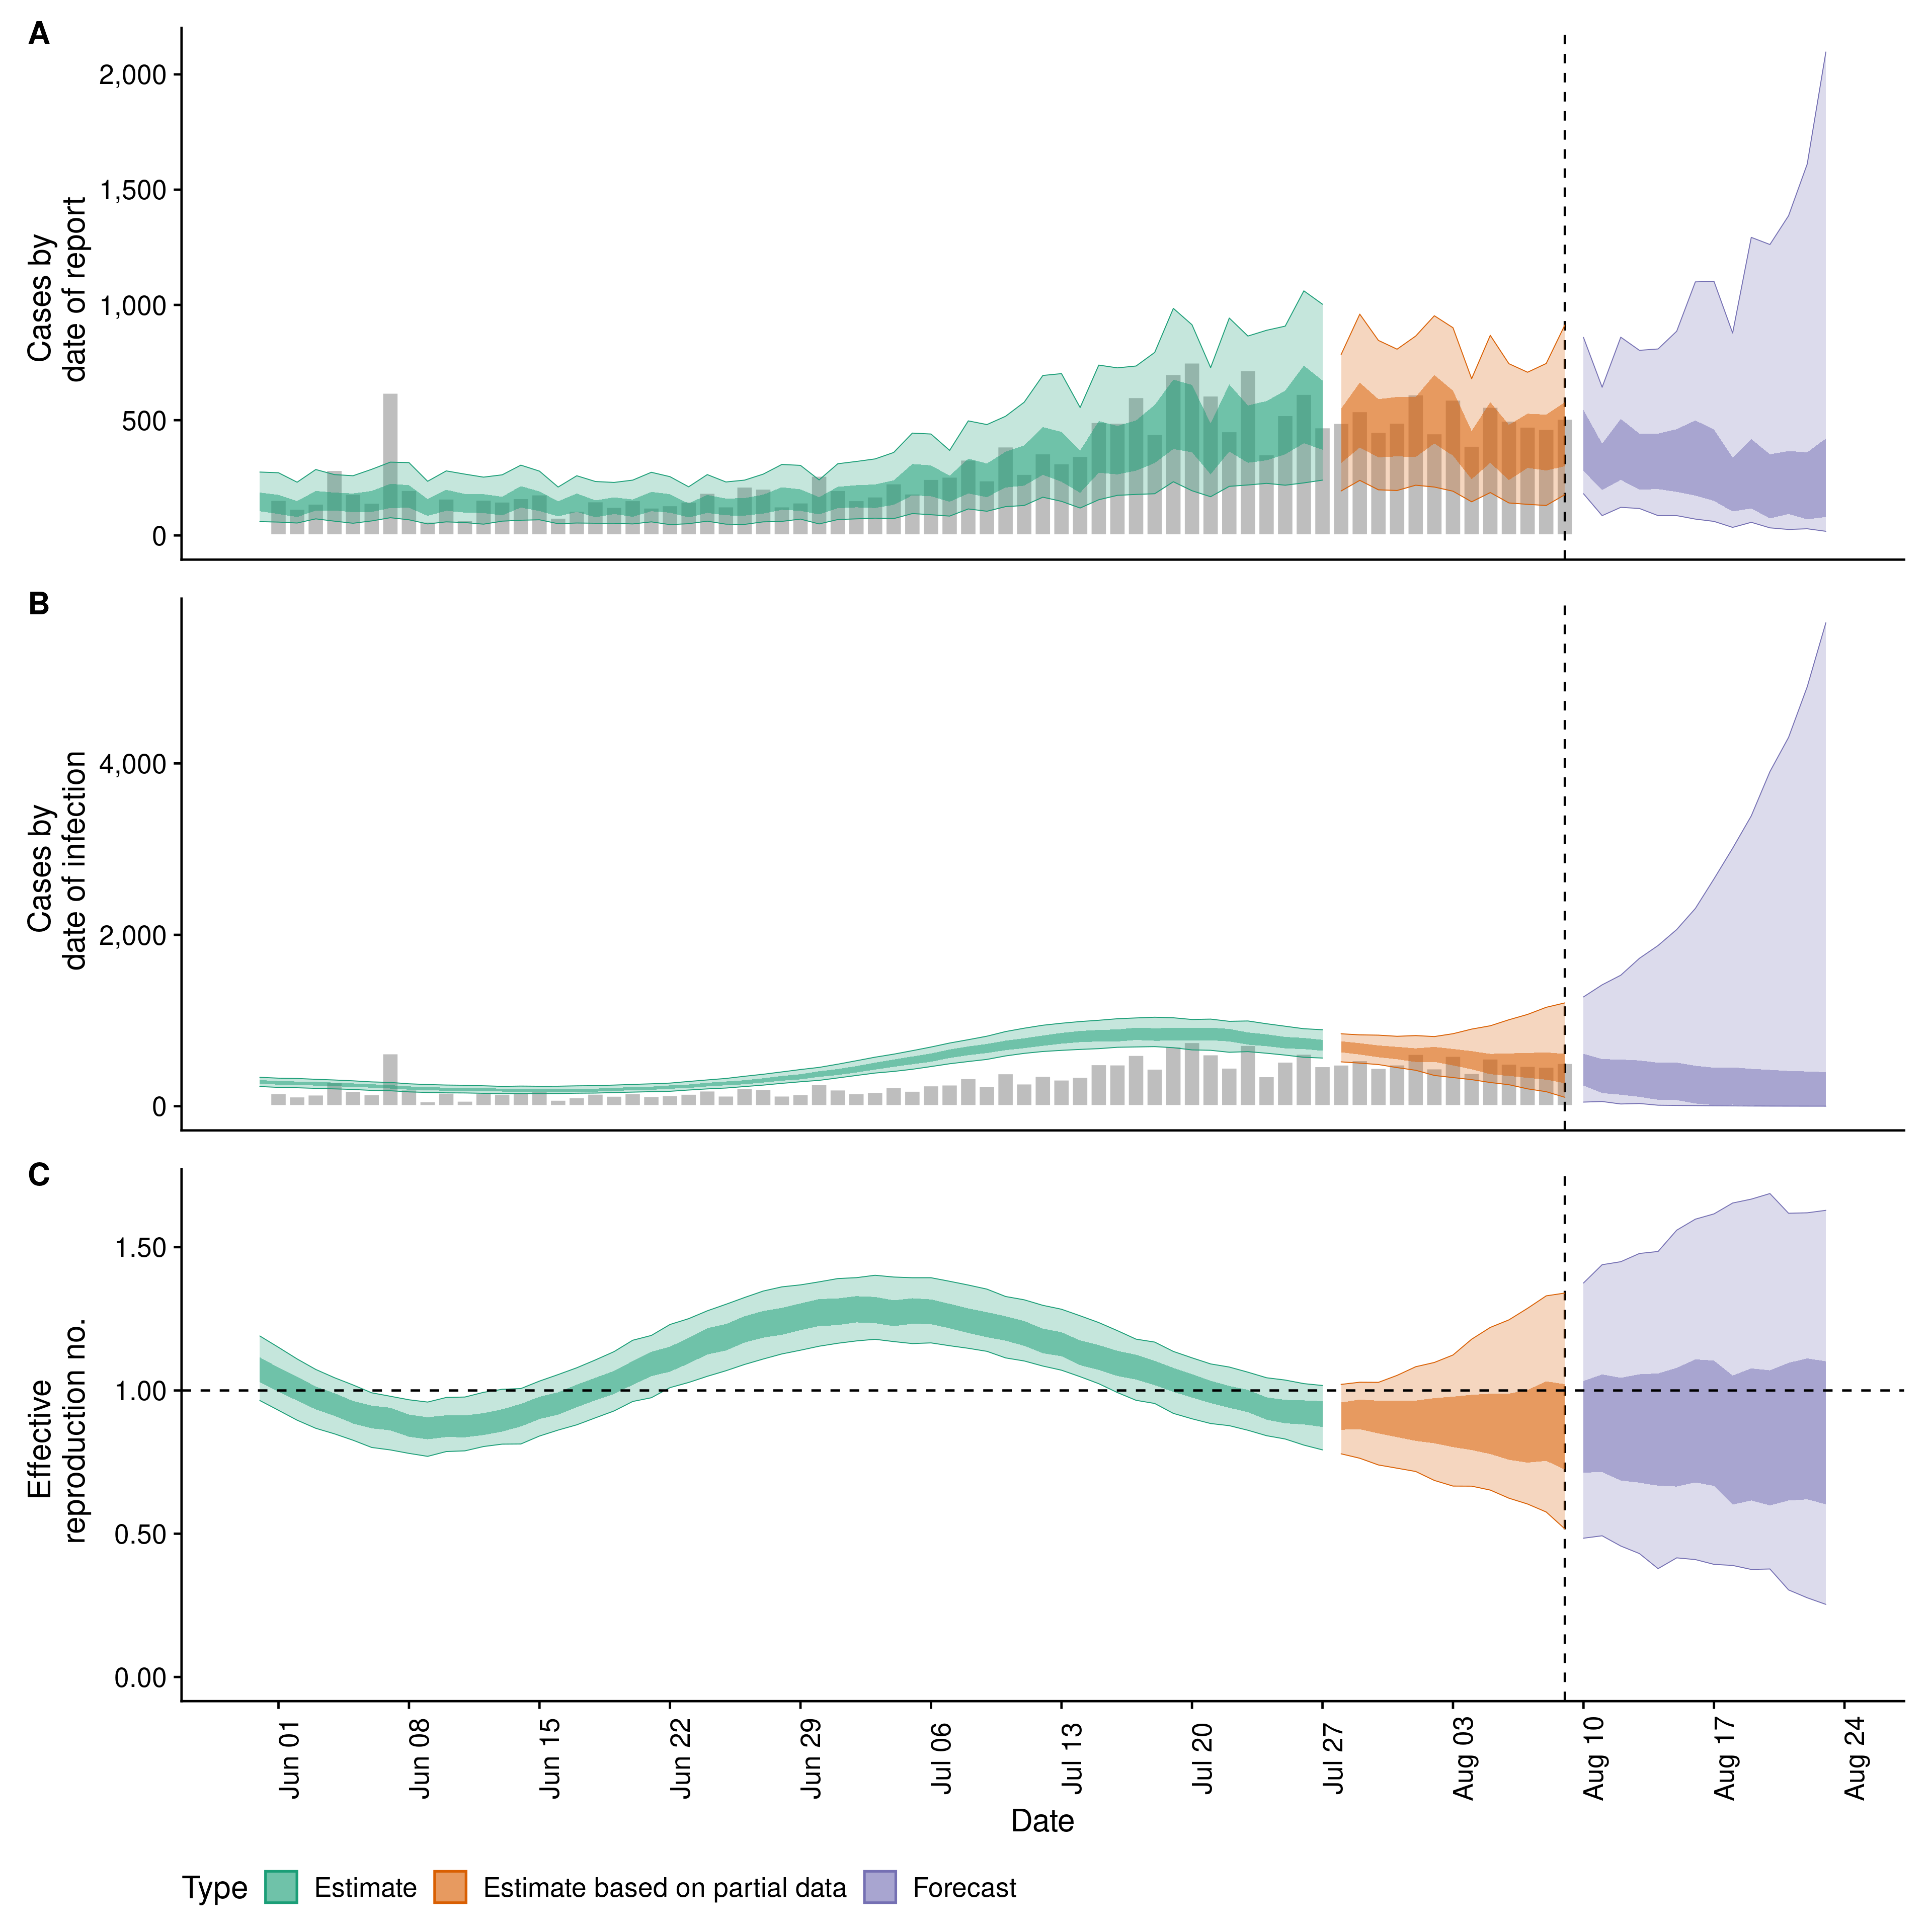 A
2,000
1,500
1,000
500
0
Cases by
date of report
B
4,000
2,000
0
Cases by
date of infection
C
1.50
1.00
0.50
0.00
Effective
reproduction no.
Jun 01
Jun 08
Jun 15
Jun 22
Jun 29
Jul 06
Jul 13
Jul 20
Jul 27
Aug 03
Aug 10
Aug 17
Aug 24
Date
Type Estimate Estimate based on partial data Forecast